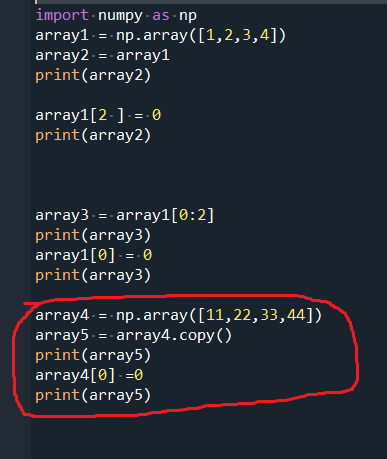 import numpy as np
array1 = np.array([1,2,3,4])
array2 = array1
print(array2)
array1[2 ] = 0
print(array2)
array3 = array1[0:2]
print(array3)
array1[0] = 0
print(array3)
array4 = np.array([11,22,33,44])
array5 = array4.copy()
print(array5)
array4[0] =0
print(array5)